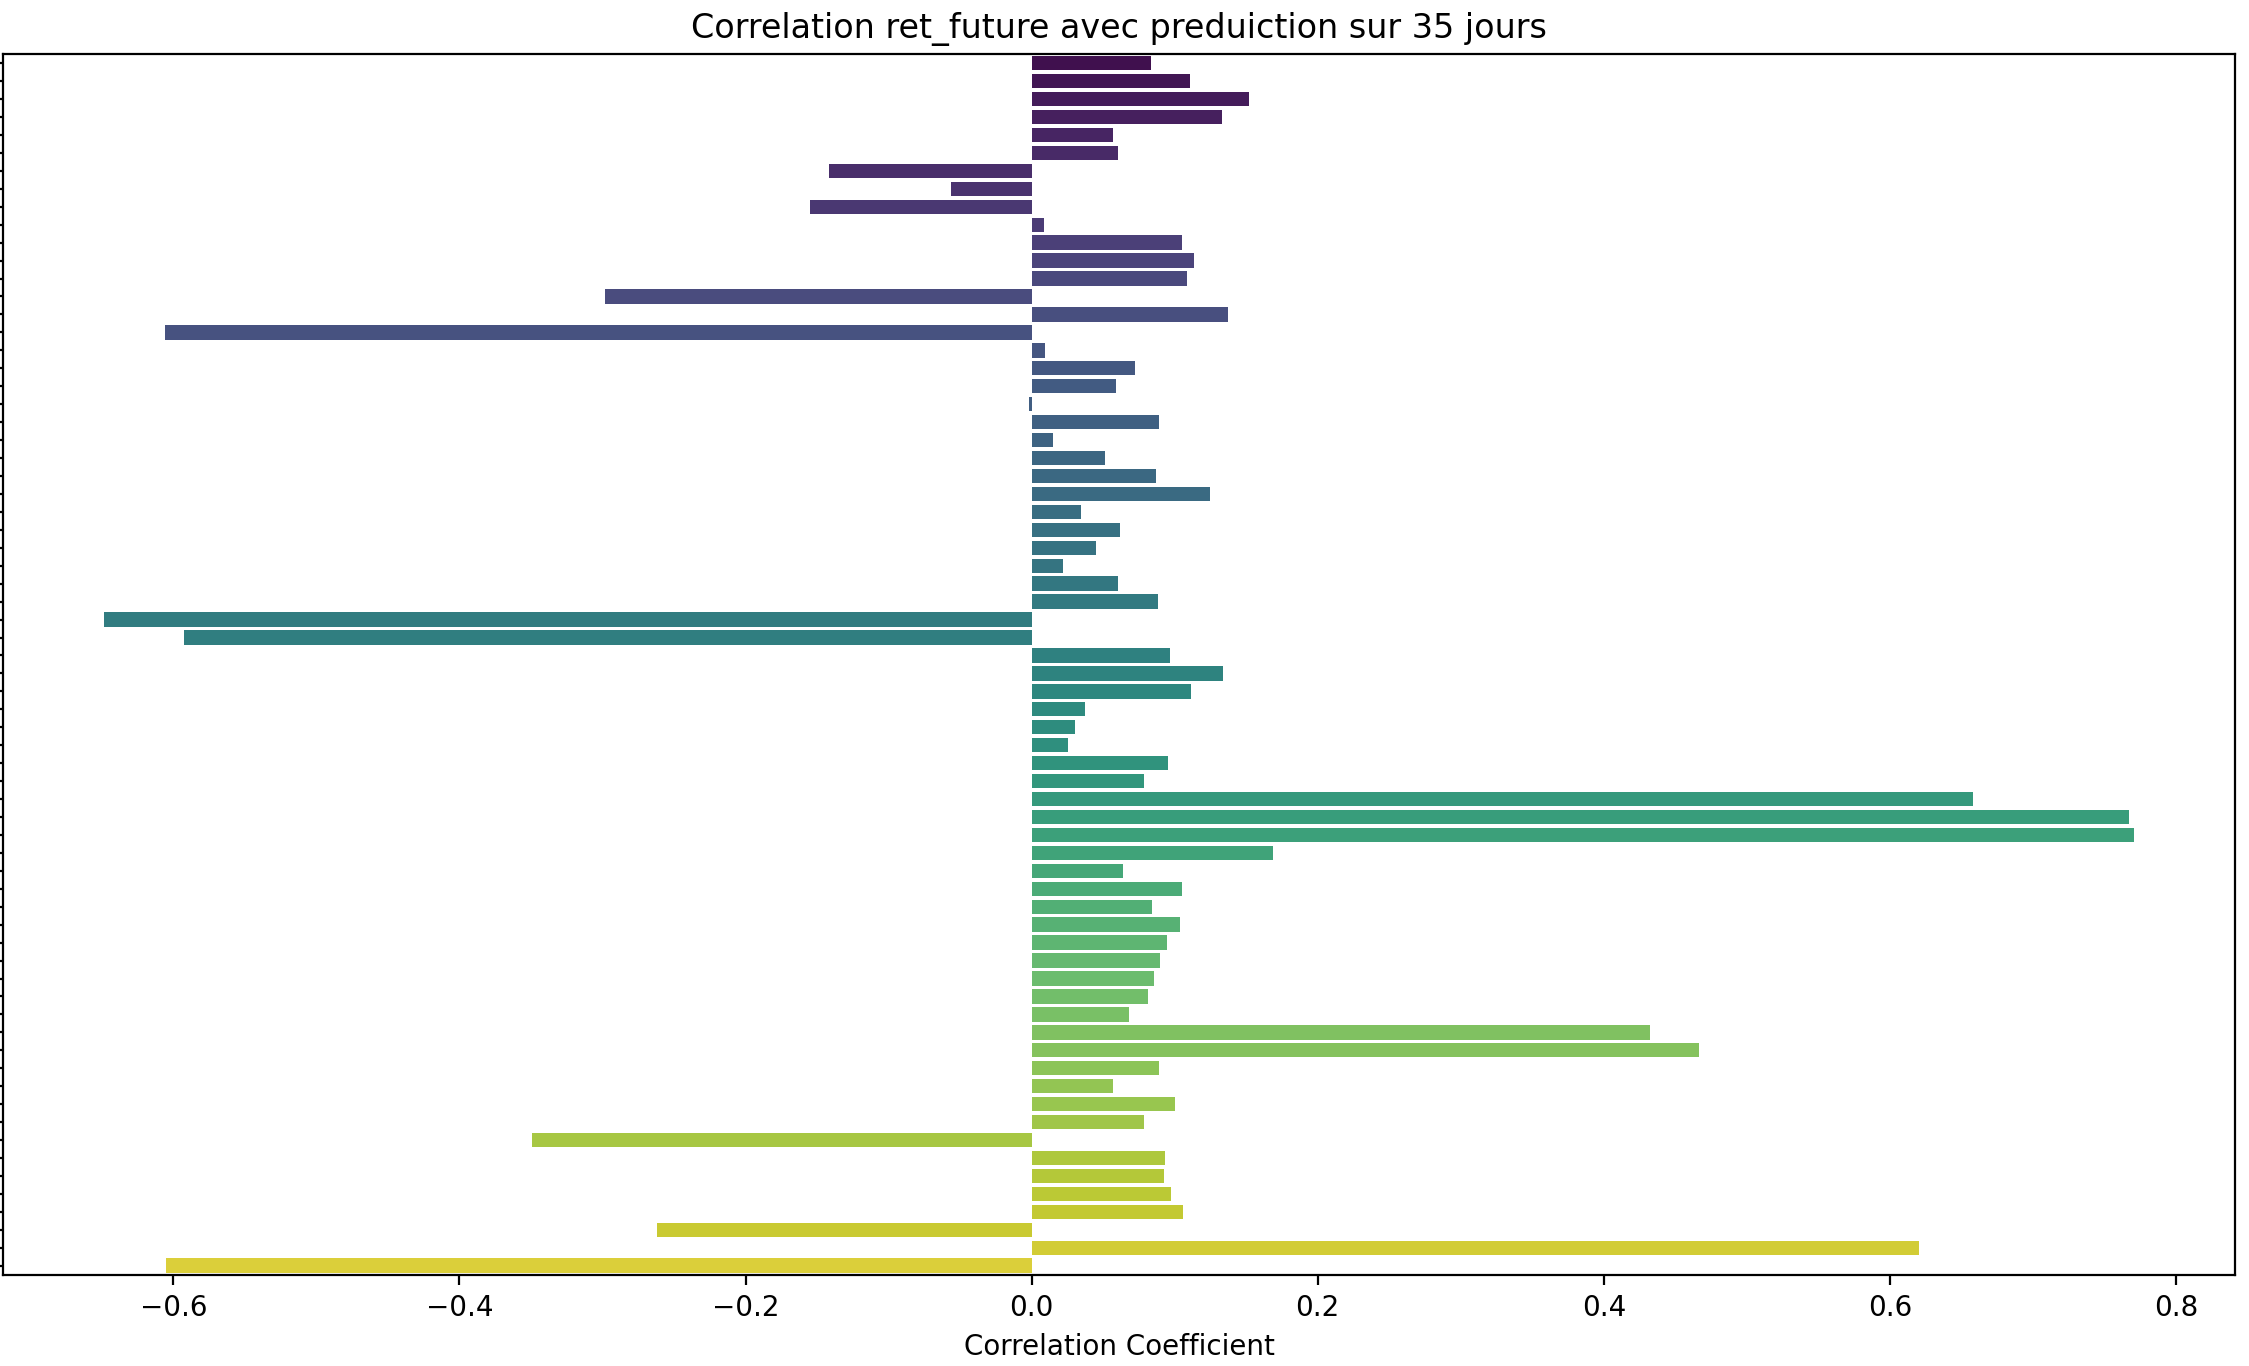 Correlation ret_future avec preduiction sur 35 jours
−0.6 −0.4 −0.2 0.0 0.2 0.4 0.6 0.8
Correlation Coefficient